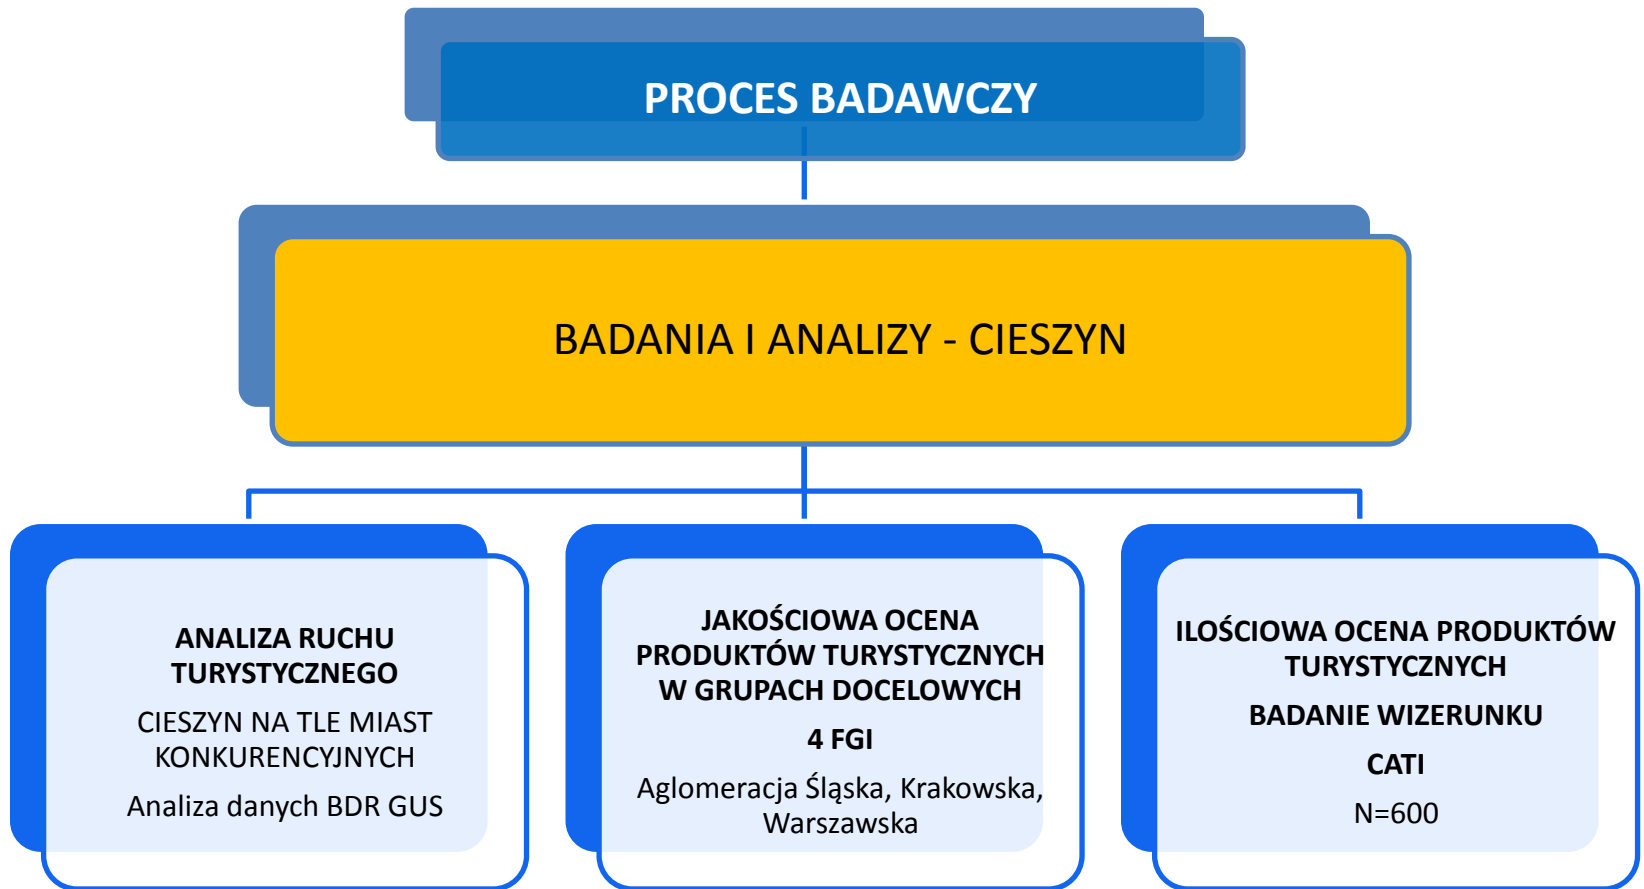 PROCES BADAWCZY
BADANIA I ANALIZY - CIESZYN
ANALIZA RUCHU
TURYSTYCZNEGO
CIESZYN NA TLE MIAST
KONKURENCYJNYCH
Analiza danych BDR GUS
JAKOŚCIOWA OCENA
PRODUKTÓW TURYSTYCZNYCH
W GRUPACH DOCELOWYCH
4 FGI
Aglomeracja Śląska, Krakowska,
Warszawska
ILOŚCIOWA OCENA PRODUKTÓW
TURYSTYCZNYCH
BADANIE WIZERUNKU
CATI
N=600